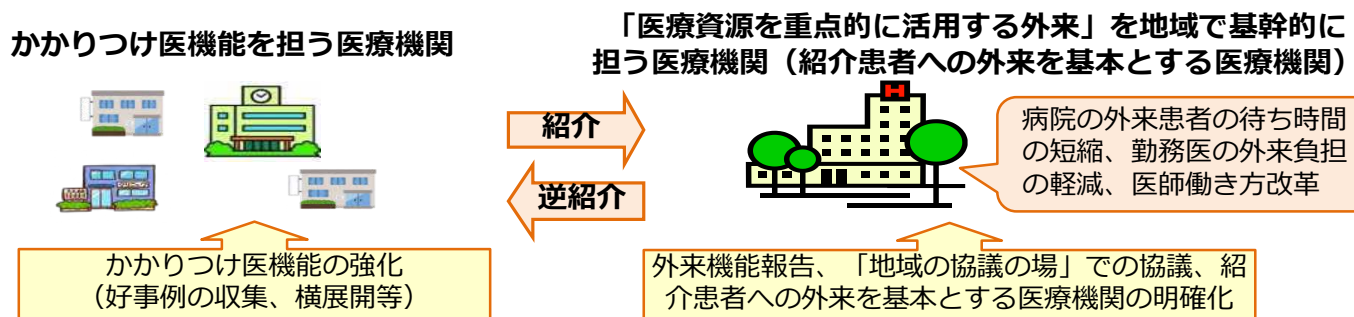 かかりつけ医機能を担う医療機関
「医療資源を重点的に活用する外来」を地域で基幹的に
担う医療機関（紹介患者への外来を基本とする医療機関）
H
紹介
逆紹介
病院の外来患者の待ち時間
の短縮、勤務医の外来負担
の軽減、医師働き方改革
かかりつけ医機能の強化
（好事例の収集、横展開等）
外来機能報告、「地域の協議の場」での協議、紹
介患者への外来を基本とする医療機関の明確化